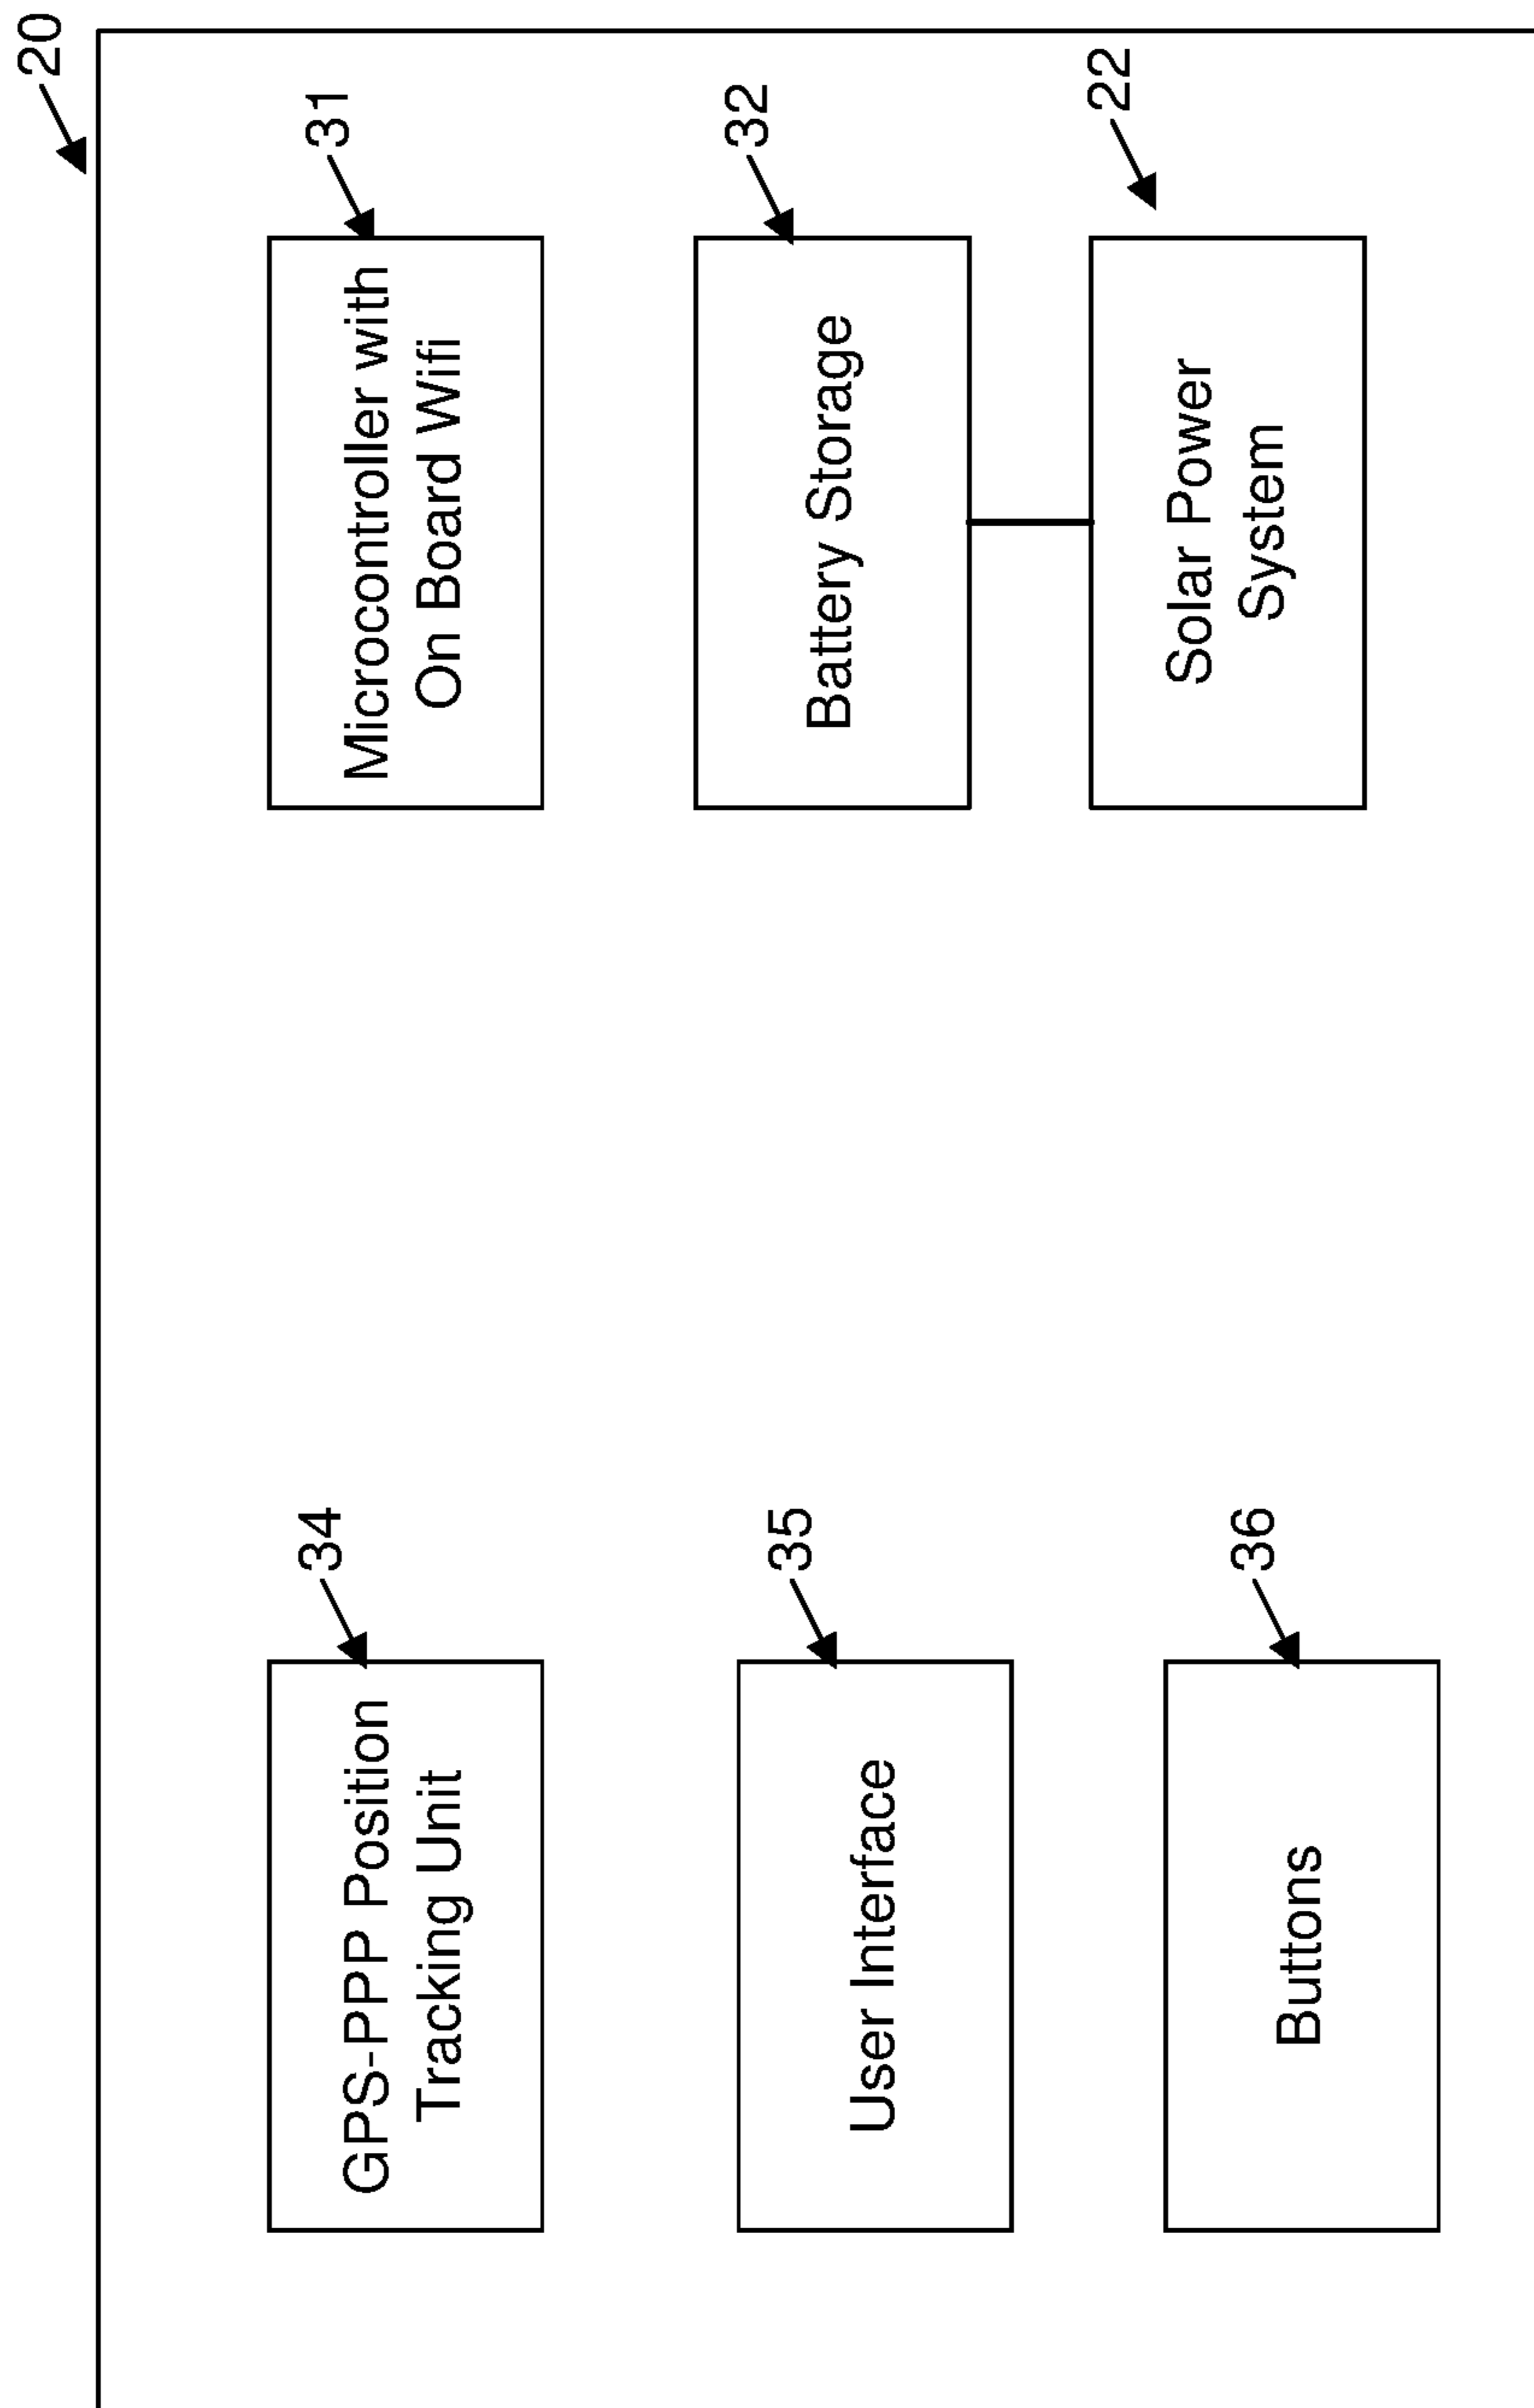 20
34
GPS-PPP Position
Tracking Unit
31
Microcontroller with
On Board Wifi
35
User Interface
32
Battery Storage
36
Buttons
22
Solar Power
System